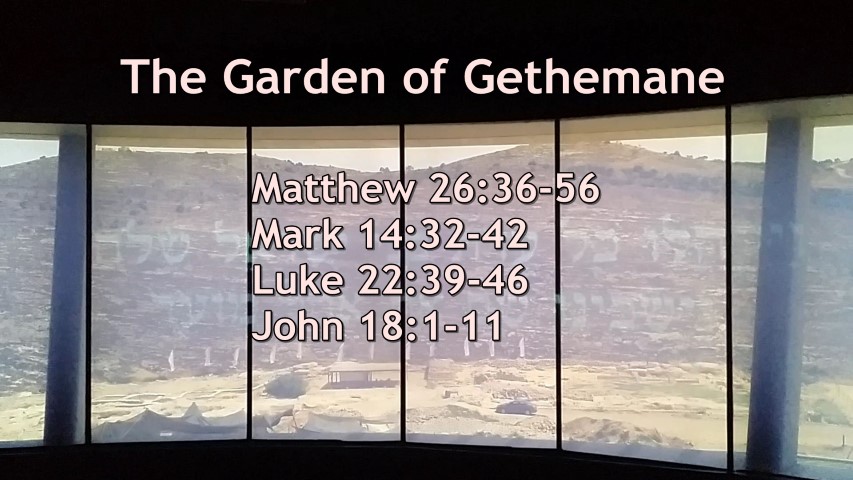 The Garden of Gethemane
Matthew 26:36-56
Mark 14:32-42
Luke 22:39-46
John 18:1-11